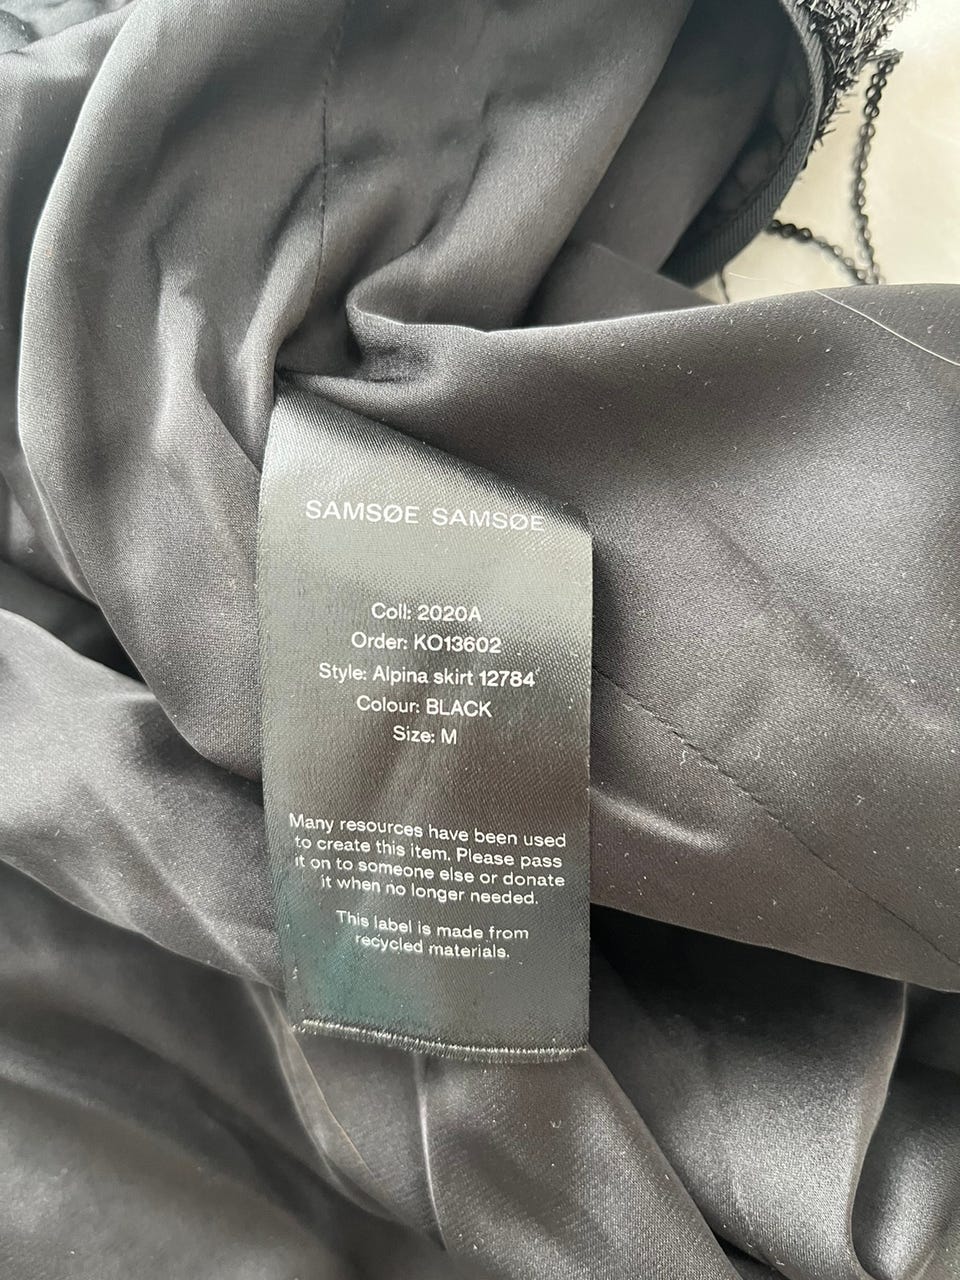 SAMSØE SAMSØE
Coll: 2020A
Order: KO13602
Style: Alpina skirt 12784
Colour: BLACK
Size: M
Many resources have been used
to create this item. Please pass
it on to someone else or donate
it when no longer needed.
This label is made from
recycled materials.